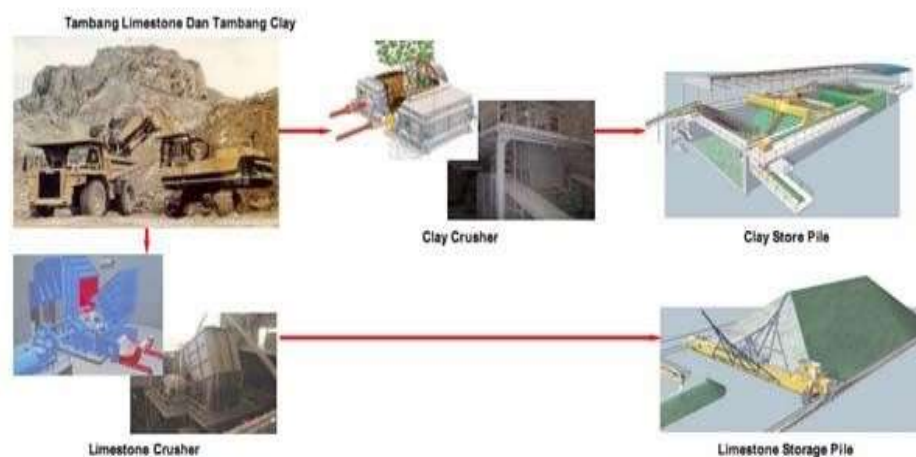 Tambang Limestone Dan Tambang Clay
Clay Crusher
Clay Store Pile
Limestone Crusher
Limestone Storage Pile